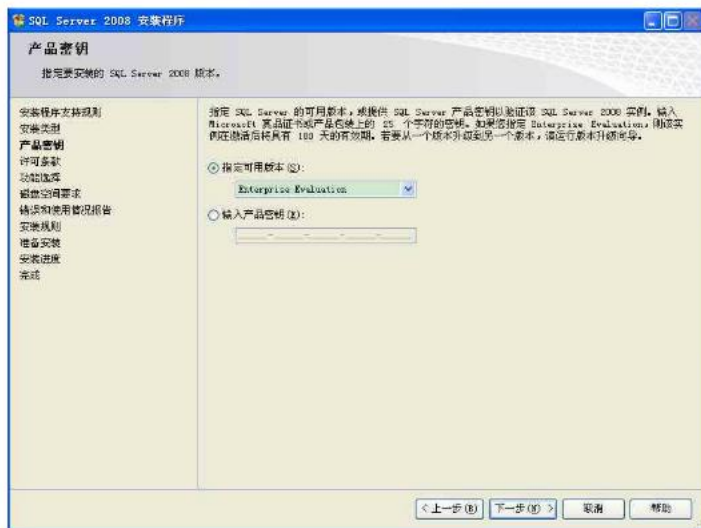 SQL Server 2008 安装程序
产品密钥
指定要安装的 SQL Server 2008 版本。
安装程序支持规则
安装类型
产品密钥
许可条款
功能选择
磁盘空间要求
错误和使用情况报告
安装规则
准备安装
安装进度
完成
指定 SQL Server 的可用版本，或提供 SQL Server 产品密钥以验证该 SQL Server 2008 实例。输入
Microsoft 真品证书或产品包装上的 25 个字符的密钥。如果您指定 Enterprise Evaluation，则该实
例在激活后将具有 180 天的有效期。若要从一个版本升级到另一个版本，请运行版本升级向导。
指定可用版本(S):
Enterprise Evaluation
输入产品密钥(E):
< 上一步(B)
下一步(N) >
取消
帮助